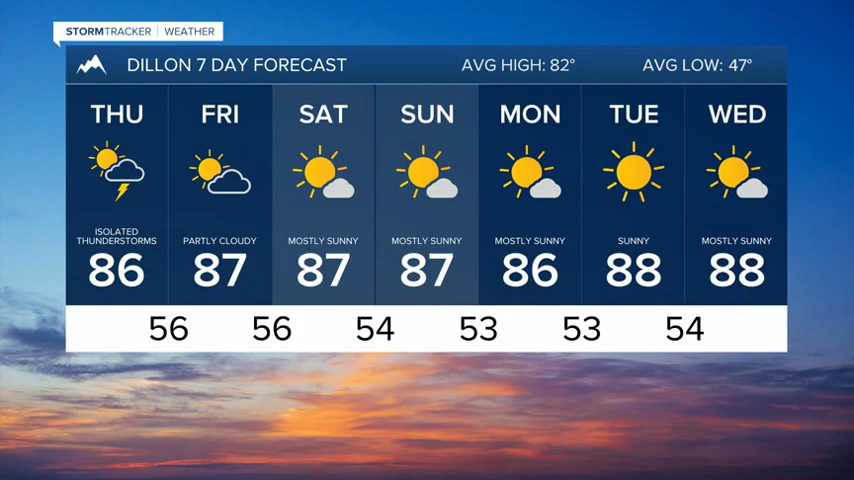 STORMTRACKER | WEATHER
DILLON 7 DAY FORECAST AVG HIGH: 82° AVG LOW: 47°
THU FRI SAT SUN MON TUE WED
ISOLATED
THUNDERSTORMS PARTLY CLOUDY MOSTLY SUNNY MOSTLY SUNNY MOSTLY SUNNY SUNNY MOSTLY SUNNY
86 87 87 87 86 88 88
56 56 54 53 53 54